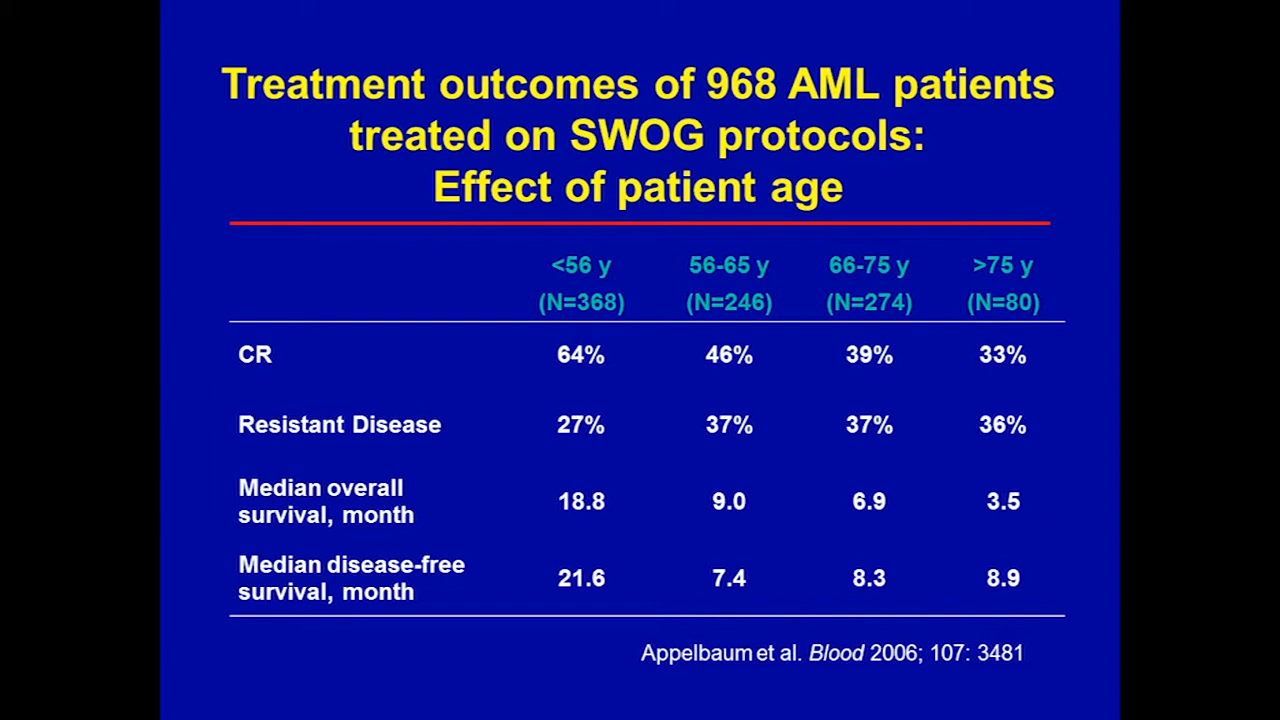 Treatment outcomes of 968 AML patients
treated on SWOG protocols:
Effect of patient age
<56 y 56-65 y 66-75 y >75 y
(N=368) (N=246) (N=274) (N=80)
CR 64% 46% 39% 33%
Resistant Disease 27% 37% 37% 36%
Median overall
survival, month 18.8 9.0 6.9 3.5
Median disease-free
survival, month 21.6 7.4 8.3 8.9
Appelbaum et al. Blood 2006; 107: 3481